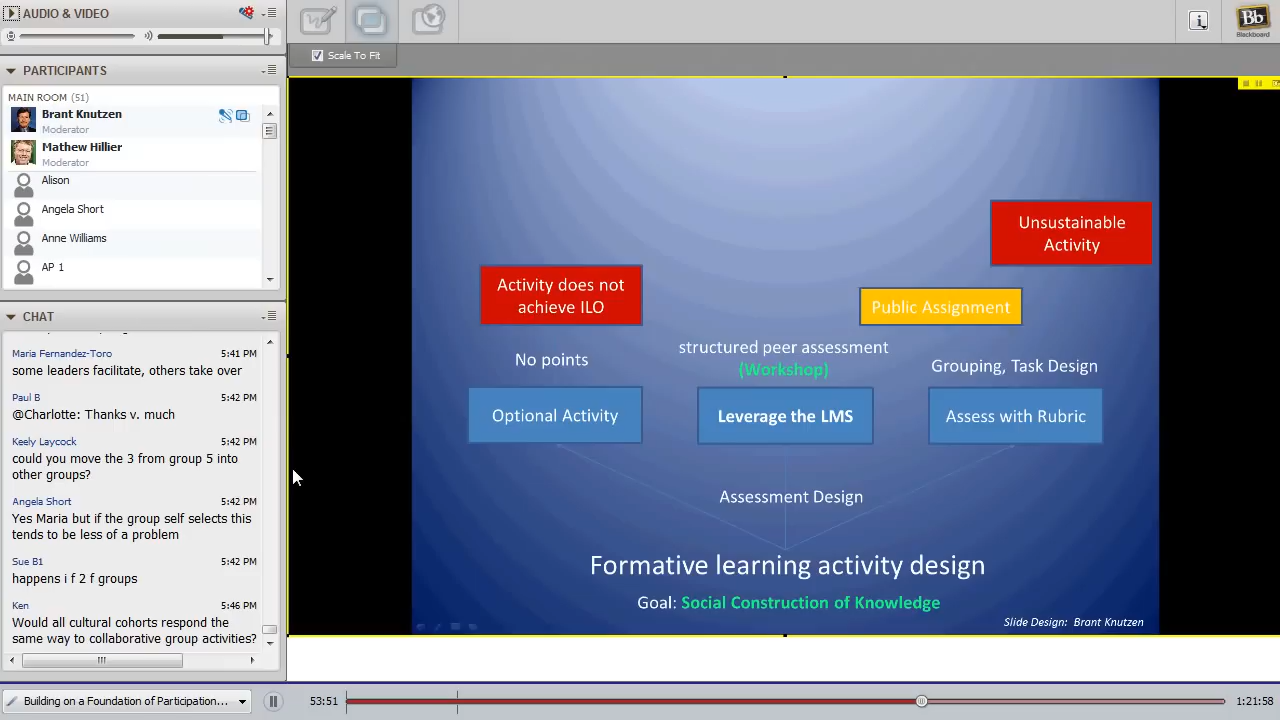 AUDIO & VIDEO
Scale To Fit
Bb
Blackboard
PARTICIPANTS
MAIN ROOM (51)
Brant Knutzen
Moderator
Mathew Hillier
Moderator
Alison
Angela Short
Anne Williams
AP 1
CHAT
Maria Fernandez-Toro 5:41 PM
some leaders facilitate, others take over
Paul B 5:42 PM
@Charlotte: Thanks v. much
Keely Laycock 5:42 PM
could you move the 3 from group 5 into
other groups?
Angela Short 5:42 PM
Yes Maria but if the group self selects this
tends to be less of a problem
Sue B1 5:42 PM
happens i f 2 f groups
Ken 5:46 PM
Would all cultural cohorts respond the
same way to collaborative group activities?
Unsustainable
Activity
Activity does not
achieve ILO
Public Assignment
No points
structured peer assessment
(Workshop)
Grouping, Task Design
Optional Activity
Leverage the LMS
Assess with Rubric
Assessment Design
Formative learning activity design
Goal: Social Construction of Knowledge
Slide Design: Brant Knutzen
Building on a Foundation of Participation...
53:51
1:21:58